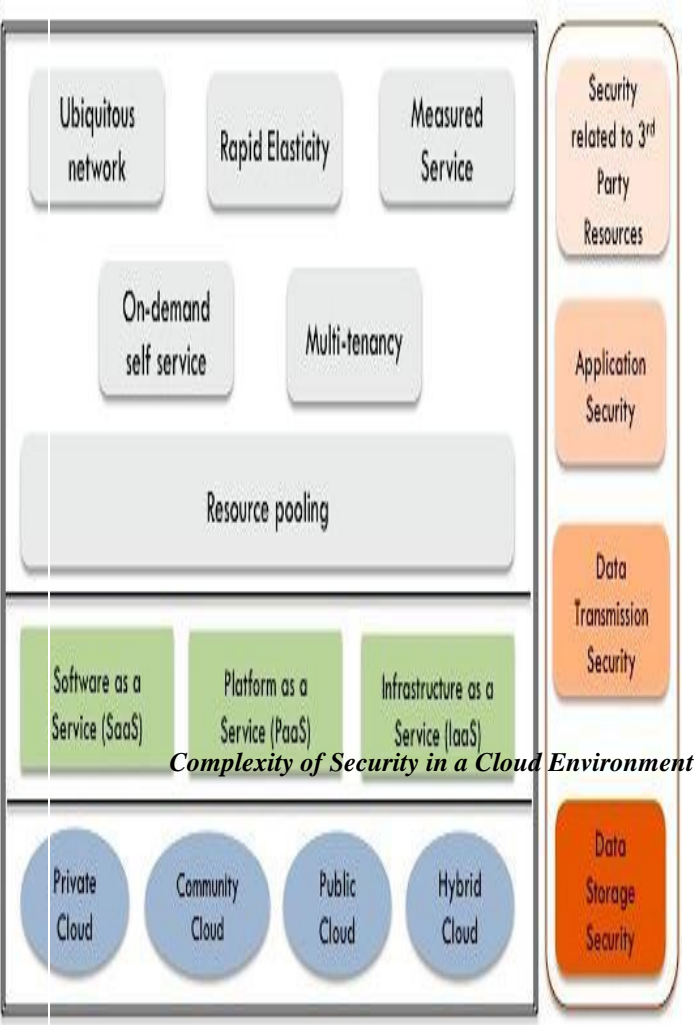 Ubiquitous
network
Rapid Elasticity
Measured
Service
On-demand
self service
Multi-tenancy
Resource pooling
Software as a
Service (SaaS)
Platform as a
Service (PaaS)
Infrastructure as a
Service (IaaS)
Complexity of Security in a Cloud Environment
Private
Cloud
Community
Cloud
Public
Cloud
Hybrid
Cloud
Security
related to 3rd
Party
Resources
Application
Security
Data
Transmission
Security
Data
Storage
Security